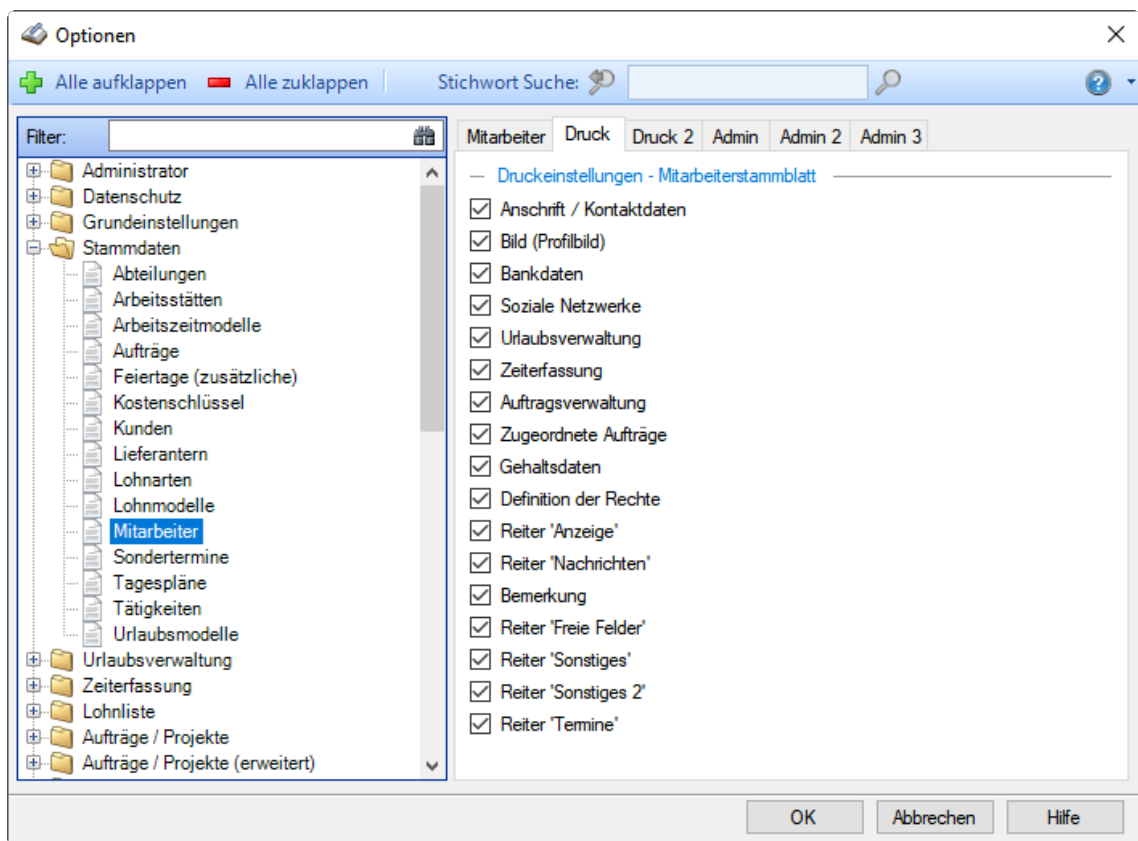 Optionen
Alle aufklappen
Alle zuklappen
Stichwort Suche:
Filter:
Administrator
Datenschutz
Grundeinstellungen
Stammdaten
Abteilungen
Arbeitsstätten
Arbeitszeitmodelle
Aufträge
Feiertage (zusätzliche)
Kostenschlüssel
Kunden
Lieferantern
Lohnarten
Lohnmodelle
Mitarbeiter
Sondertermine
Tagespläne
Tätigkeiten
Urlaubsmodelle
Urlaubsverwaltung
Zeiterfassung
Lohnliste
Aufträge / Projekte
Aufträge / Projekte (erweitert)
Mitarbeiter Druck Druck 2 Admin Admin 2 Admin 3
Druckeinstellungen - Mitarbeiterstammblatt
Anschrift / Kontaktdaten
Bild (Profilbild)
Bankdaten
Soziale Netzwerke
Urlaubsverwaltung
Zeiterfassung
Auftragsverwaltung
Zugeordnete Aufträge
Gehaltsdaten
Definition der Rechte
Reiter 'Anzeige'
Reiter 'Nachrichten'
Bemerkung
Reiter 'Freie Felder'
Reiter 'Sonstiges'
Reiter 'Sonstiges 2'
Reiter 'Termine'
OK
Abbrechen
Hilfe